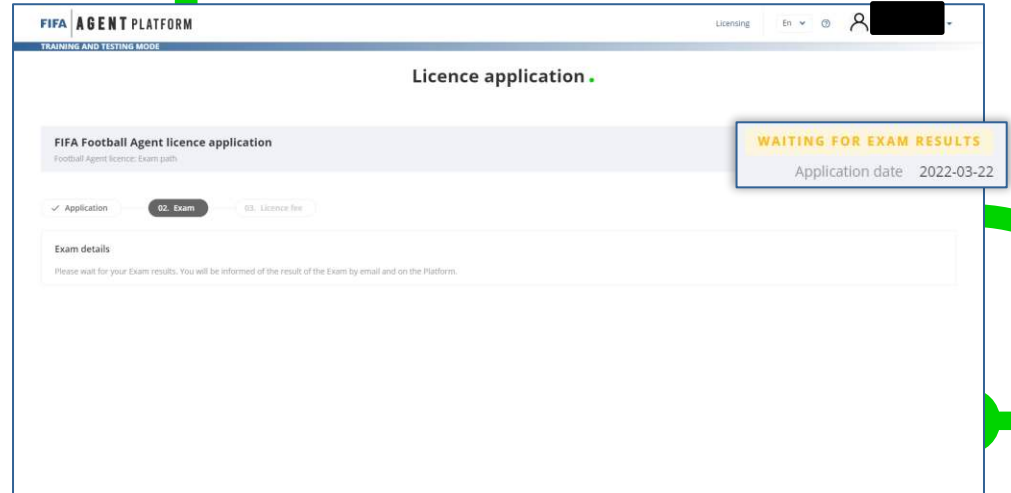 FIFA AGENT PLATFORM
Licensing En
TRAINING AND TESTING MODE
Licence application.
FIFA Football Agent licence application
Football Agent licence: Exam path
WAITING FOR EXAM RESULTS
Application date 2022-03-22
Application 02. Exam 03. Licence fee
Exam details
Please wait for your Exam results. You will be informed of the result of the Exam by email and on the Platform.